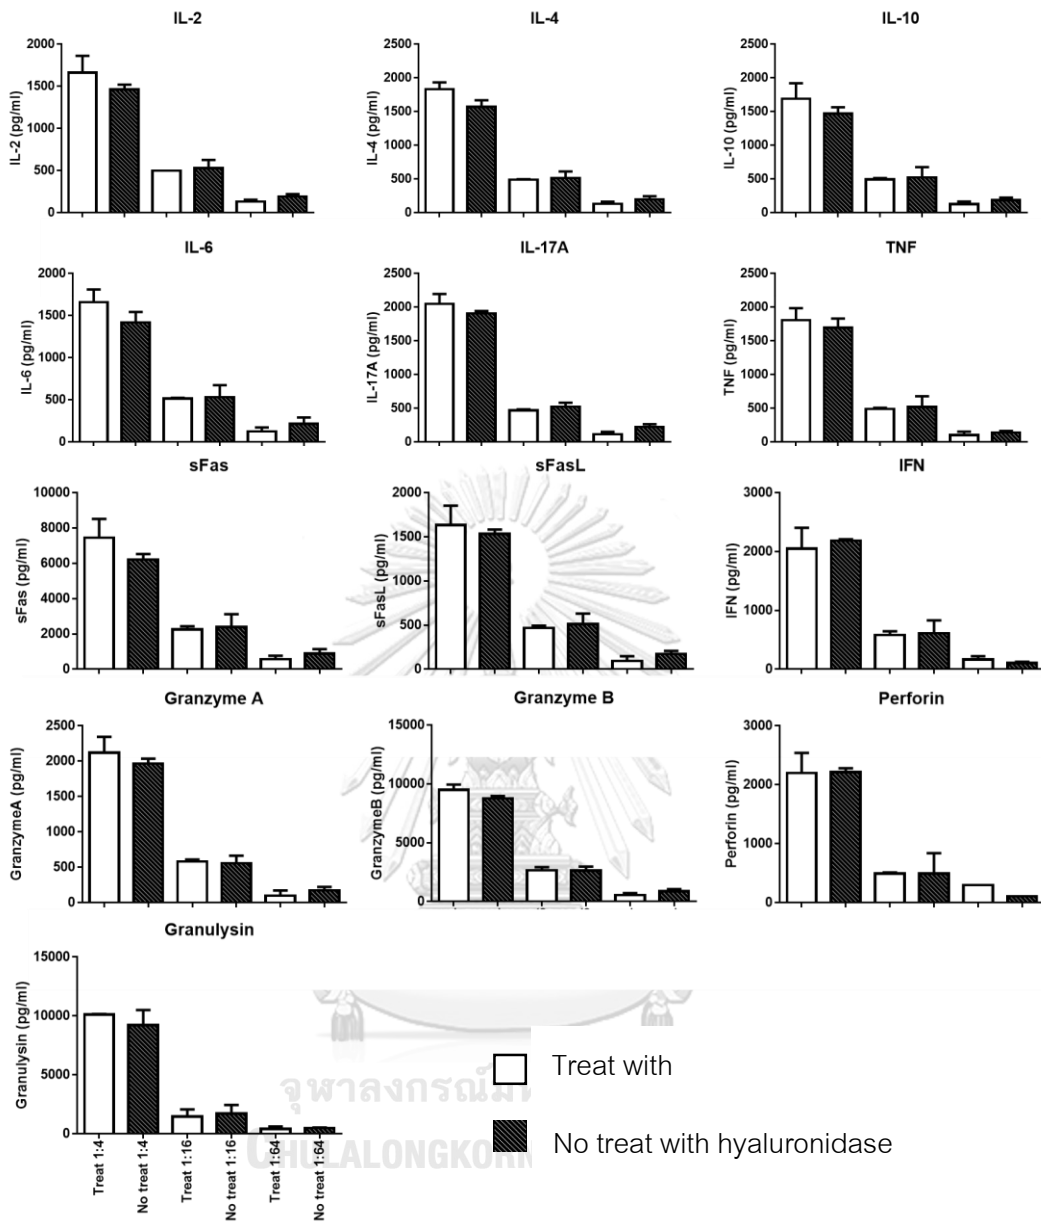 IL-2
IL-2 (pg/ml)
2000
1500
1000
500
0
IL-4
IL-4 (pg/ml)
2500
2000
1500
1000
500
0
IL-10
IL-10 (pg/ml)
2500
2000
1500
1000
500
0
IL-6
IL-6 (pg/ml)
2000
1500
1000
500
0
IL-17A
IL-17A (pg/ml)
2500
2000
1500
1000
500
0
TNF
TNF (pg/ml)
2500
2000
1500
1000
500
0
sFas
sFas (pg/ml)
10000
8000
6000
4000
2000
0
sFasL
sFasL (pg/ml)
2000
1500
1000
500
0
IFN
IFN (pg/ml)
3000
2000
1000
0
Granzyme A
GranzymeA (pg/ml)
2500
2000
1500
1000
500
0
Granzyme B
GranzymeB (pg/ml)
15000
10000
5000
0
Perforin
Perforin (pg/ml)
3000
2000
1000
0
Granulysin
Granulysin (pg/ml)
15000
10000
5000
0
Treat 1:4
No treat 1:4
Treat 1:16
No treat 1:16
Treat 1:64
No treat 1:64
Treat with
No treat with hyaluronidase
จุฬาลงกรณ์ม
CHULALONGKORN